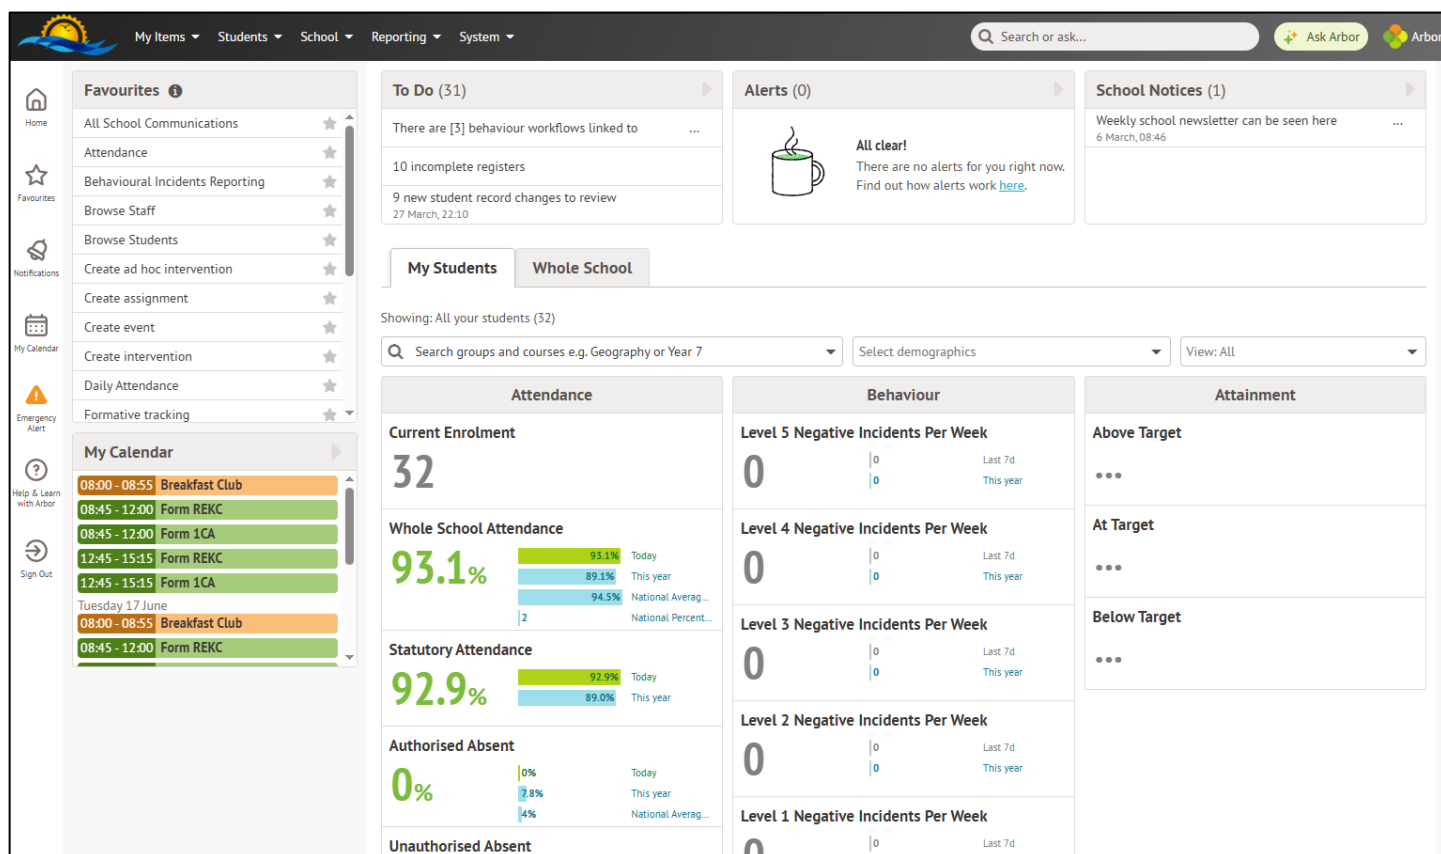 My Items
Students
School
Reporting
System
Search or ask...
Ask Arbor
Arbor
Home
Favourites
Notifications
My Calendar
Emergency
Alert
Help & Learn
with Arbor
Sign Out
Favourites
All School Communications
Attendance
Behavioural Incidents Reporting
Browse Staff
Browse Students
Create ad hoc intervention
Create assignment
Create event
Create intervention
Daily Attendance
Formative tracking
My Calendar
08:00 - 08:55 Breakfast Club
08:45 - 12:00 Form REKC
08:45 - 12:00 Form 1CA
12:45 - 15:15 Form REKC
12:45 - 15:15 Form 1CA
Tuesday 17 June
08:00 - 08:55 Breakfast Club
08:45 - 12:00 Form REKC
To Do (31)
There are [3] behaviour workflows linked to ...
10 incomplete registers
9 new student record changes to review
27 March, 22:10
Alerts (0)
All clear!
There are no alerts for you right now.
Find out how alerts work here.
School Notices (1)
Weekly school newsletter can be seen here ...
6 March, 08:46
My Students
Whole School
Showing: All your students (32)
Search groups and courses e.g. Geography or Year 7
Select demographics
View: All
Attendance
Current Enrolment
32
Whole School Attendance
93.1%
93.1% Today
89.1% This year
94.5% National Averag...
2 National Percent...
Statutory Attendance
92.9%
92.9% Today
89.0% This year
Authorised Absent
0%
0% Today
7.8% This year
4% National Averag...
Unauthorised Absent
Behaviour
Level 5 Negative Incidents Per Week
0
0 Last 7d
0 This year
Level 4 Negative Incidents Per Week
0
0 Last 7d
0 This year
Level 3 Negative Incidents Per Week
0
0 Last 7d
0 This year
Level 2 Negative Incidents Per Week
0
0 Last 7d
0 This year
Level 1 Negative Incidents Per Week
0
0 Last 7d
Attainment
Above Target
...
At Target
...
Below Target
...